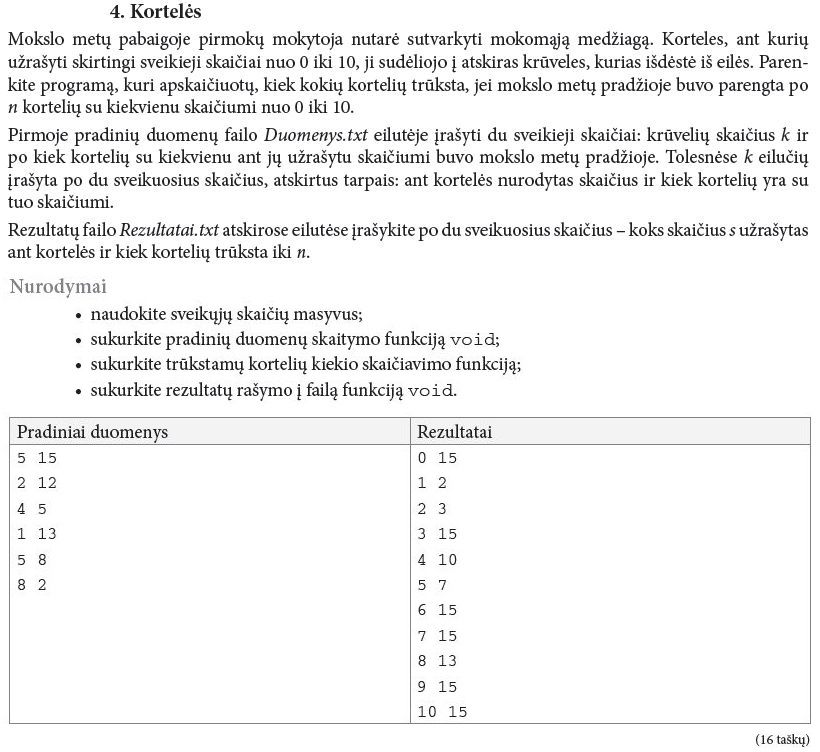 4. Kortelės
Mokslo metų pabaigoje pirmokų mokytoja nutarė sutvarkyti mokomąją medžiagą. Korteles, ant kurių
užrašyti skirtingi sveikieji skaičiai nuo 0 iki 10, ji sudėliojo į atskiras krūveles, kurias išdėstė iš eilės. Paren-
kite programą, kuri apskaičiuotų, kiek kokių kortelių trūksta, jei mokslo metų pradžioje buvo parengta po
n kortelių su kiekvienu skaičiumi nuo 0 iki 10.
Pirmoje pradinių duomenų failo Duomenys.txt eilutėje įrašyti du sveikieji skaičiai: krūvelių skaičius k ir
po kiek kortelių su kiekvienu ant jų užrašytu skaičiumi buvo mokslo metų pradžioje. Tolesnėse k eilučių
įrašyta po du sveikuosius skaičius, atskirtus tarpais: ant kortelės nurodytas skaičius ir kiek kortelių yra su
tuo skaičiumi.
Rezultatų failo Rezultatai.txt atskirose eilutėse įrašykite po du sveikuosius skaičius – koks skaičius s užrašytas
ant kortelės ir kiek kortelių trūksta iki n.
Nurodymai
• naudokite sveikųjų skaičių masyvus;
• sukurkite pradinių duomenų skaitymo funkciją void;
• sukurkite trūkstamų kortelių kiekio skaičiavimo funkciją;
• sukurkite rezultatų rašymo į failą funkciją void.
Pradiniai duomenys
5 15
2 12
4 5
1 13
5 8
8 2
Rezultatai
0 15
1 2
2 3
3 15
4 10
5 7
6 15
7 15
8 13
9 15
10 15
(16 taškų)